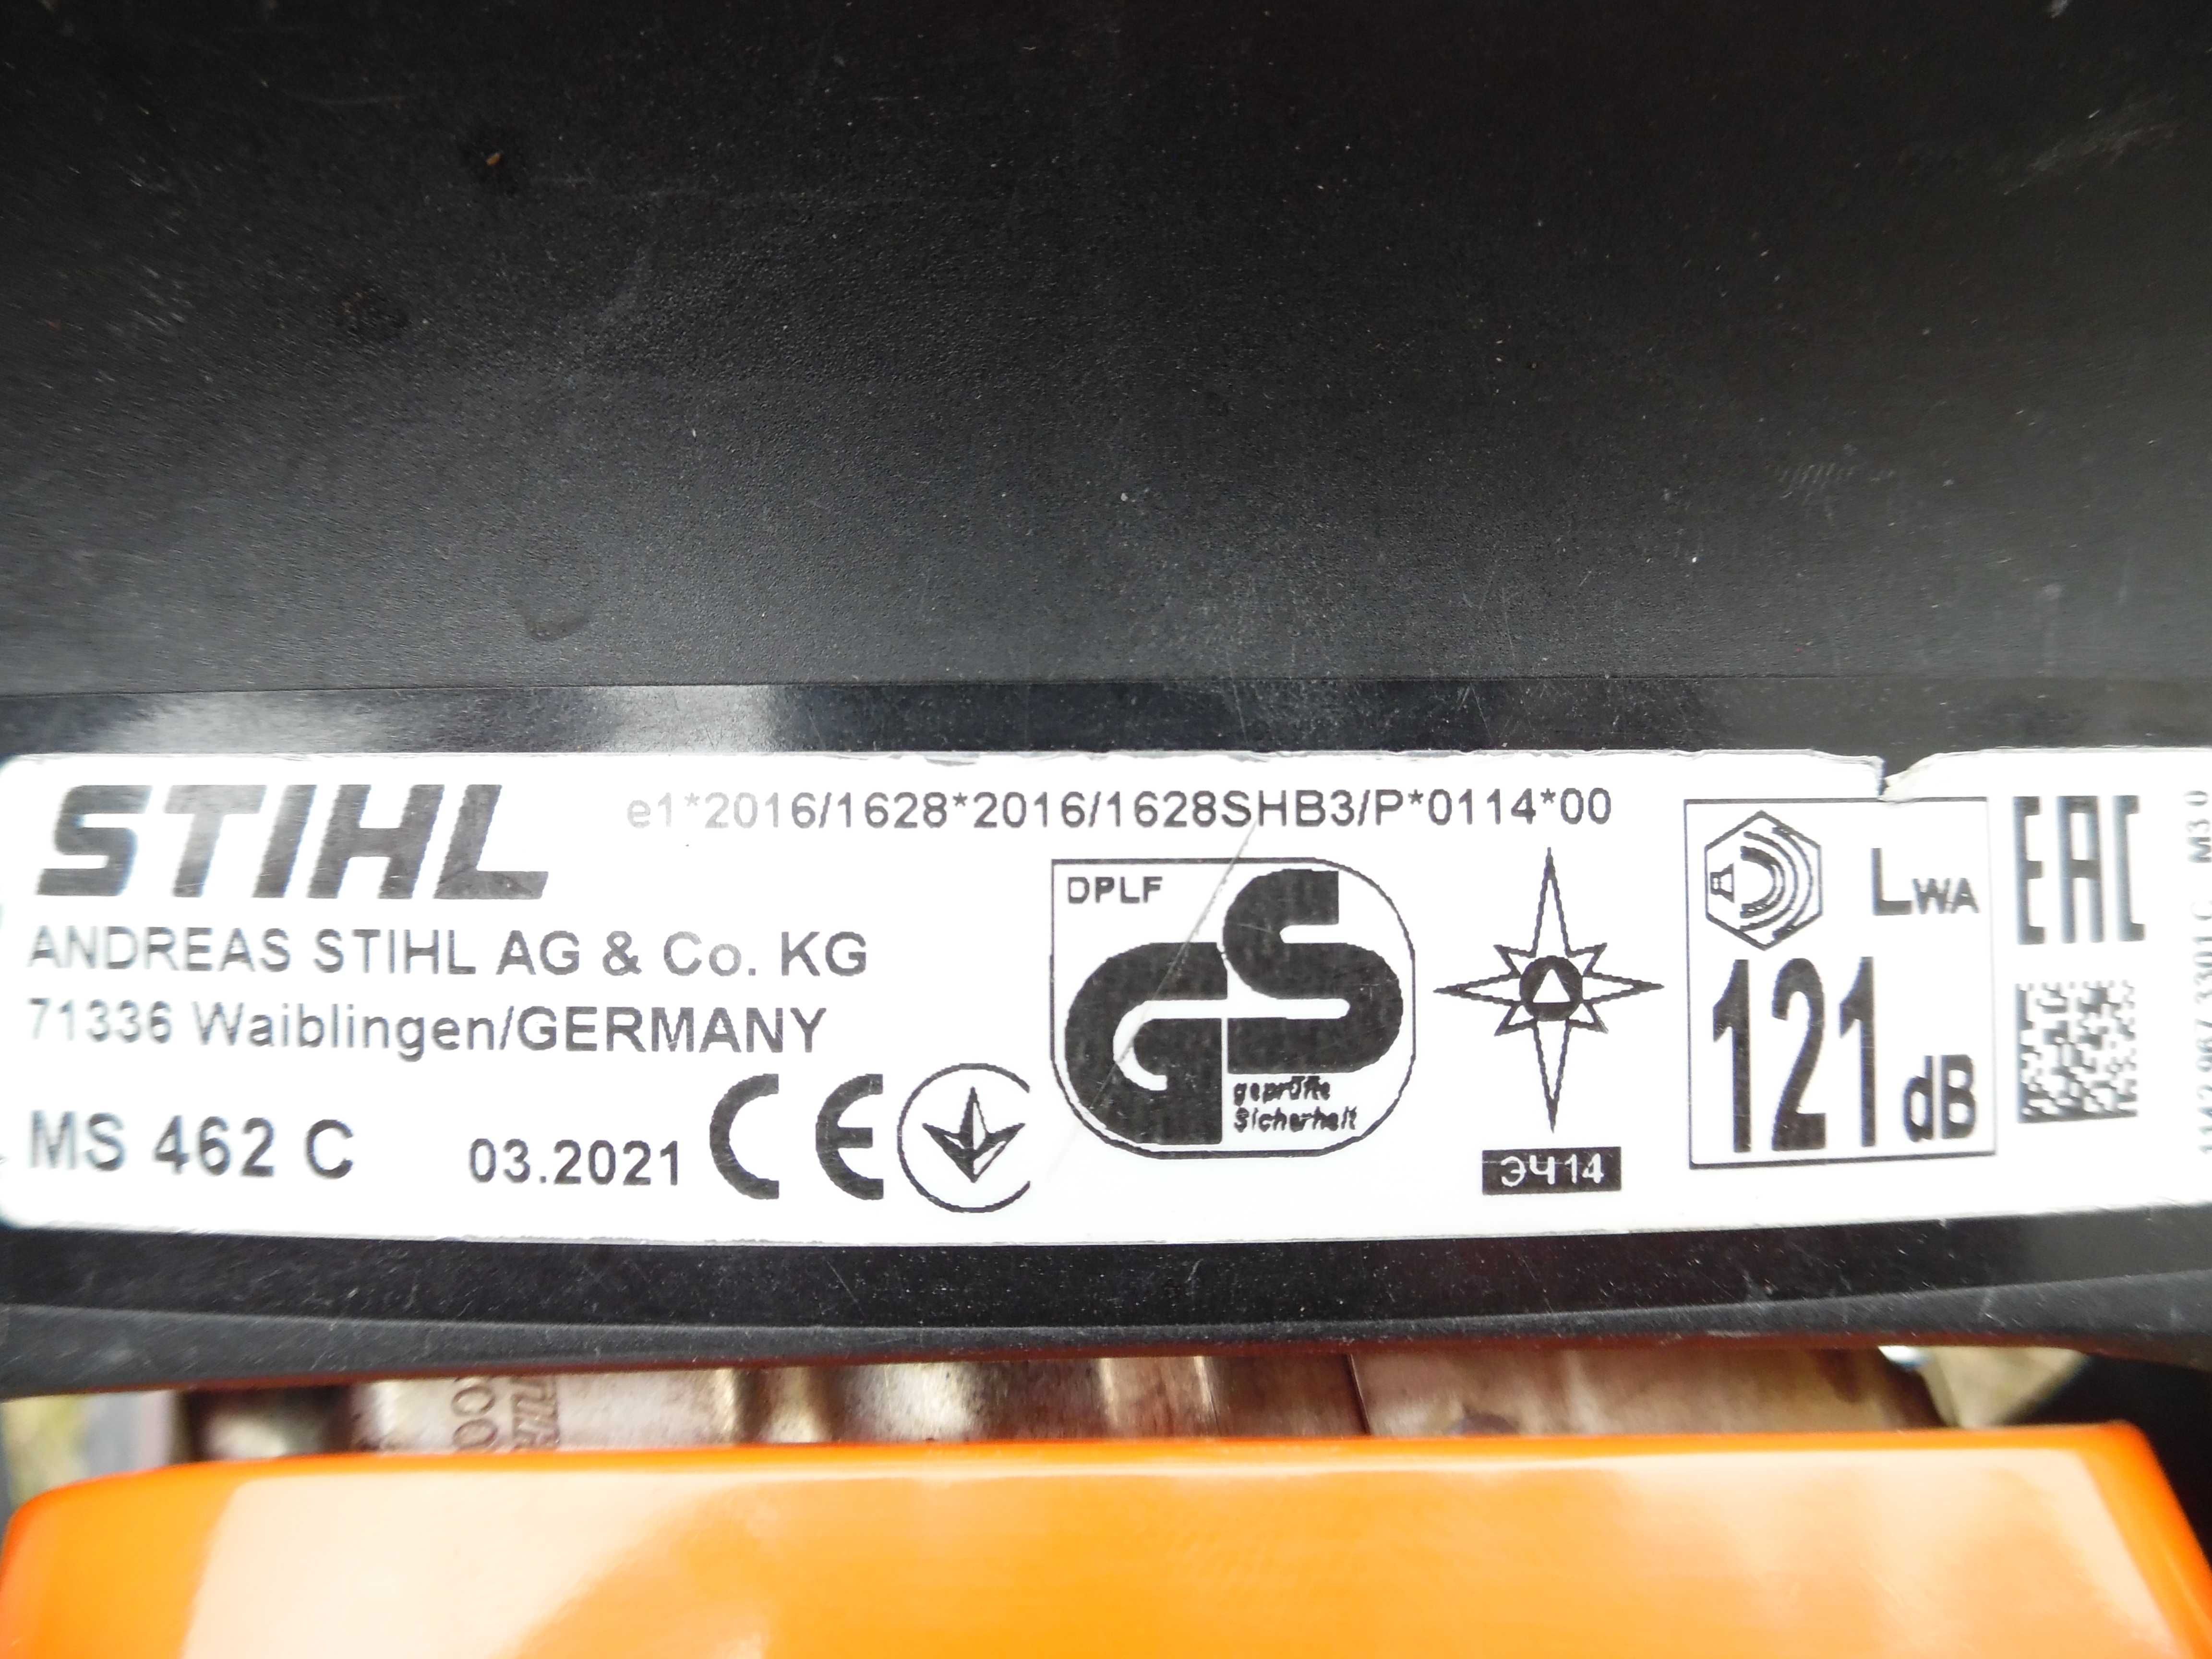 STIHL
e1*2016/1628*2016/1628SHB3/P*0114*00
ANDREAS STIHL AG & Co. KG
71336 Waiblingen/GERMANY
MS 462 C
03.2021
CE
DPLF
GS
geprüfte
Sicherheit
ЭЧ14
LWA
121 dB
EAC